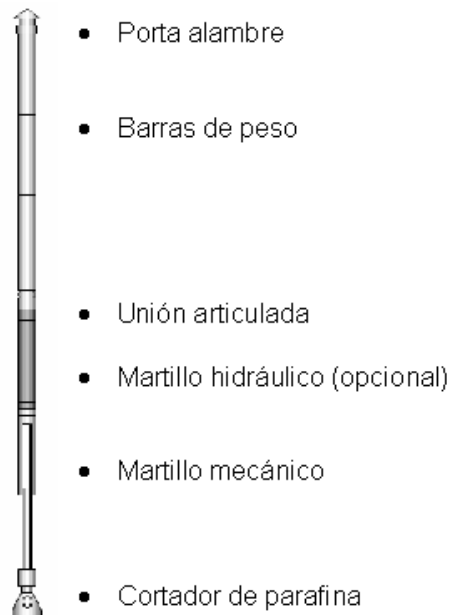 • Porta alambre
• Barras de peso
• Unión articulada
• Martillo hidráulico (opcional)
• Martillo mecánico
• Cortador de parafina